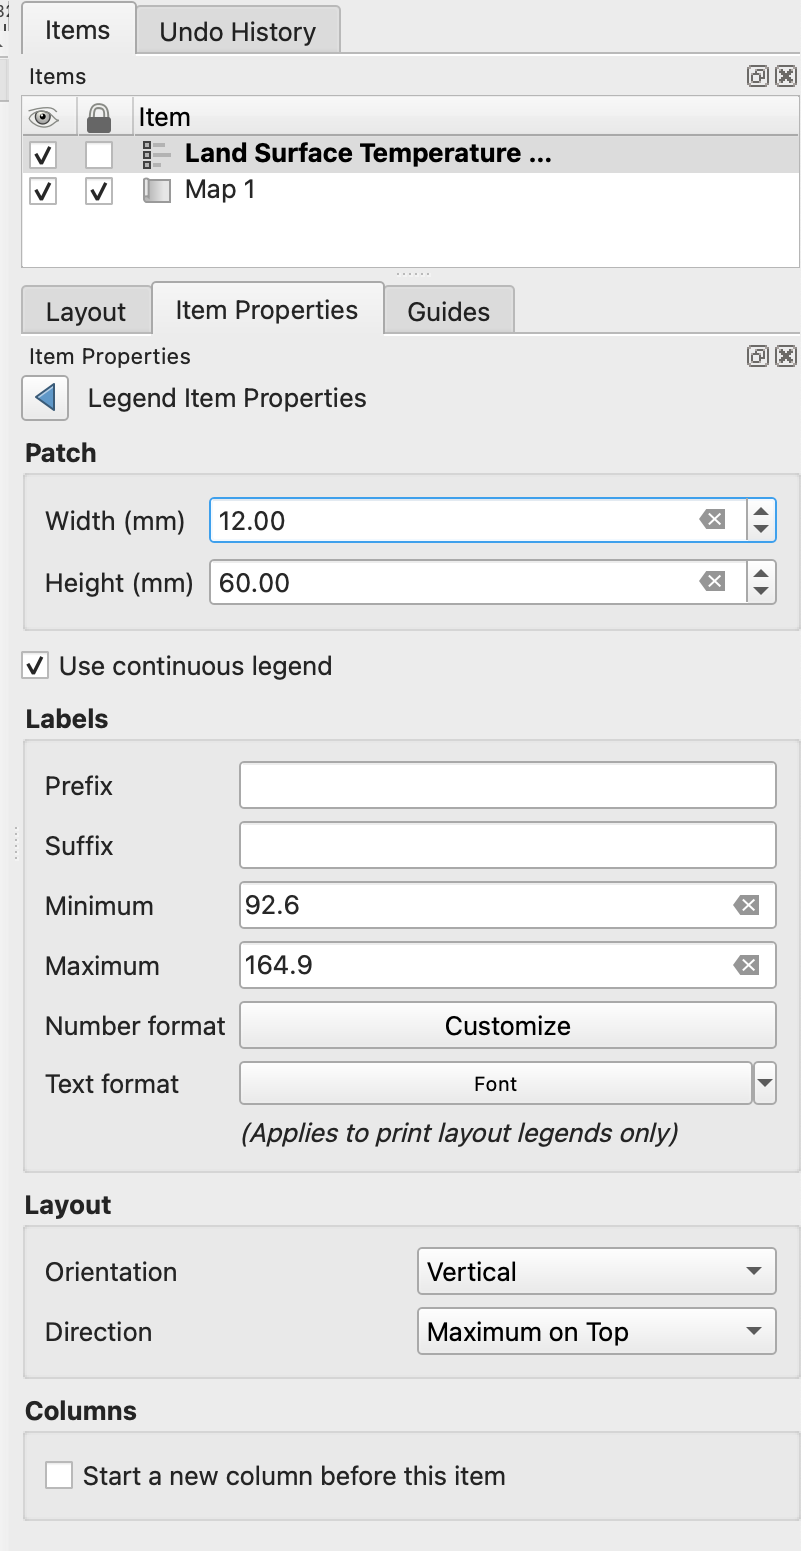 Items
Undo History
Items
Item
Land Surface Temperature ...
Map 1
Layout
Item Properties
Guides
Item Properties
Legend Item Properties
Patch
Width (mm) 12.00
Height (mm) 60.00
Use continuous legend
Labels
Prefix
Suffix
Minimum 92.6
Maximum 164.9
Number format Customize
Text format Font
(Applies to print layout legends only)
Layout
Orientation Vertical
Direction Maximum on Top
Columns
Start a new column before this item